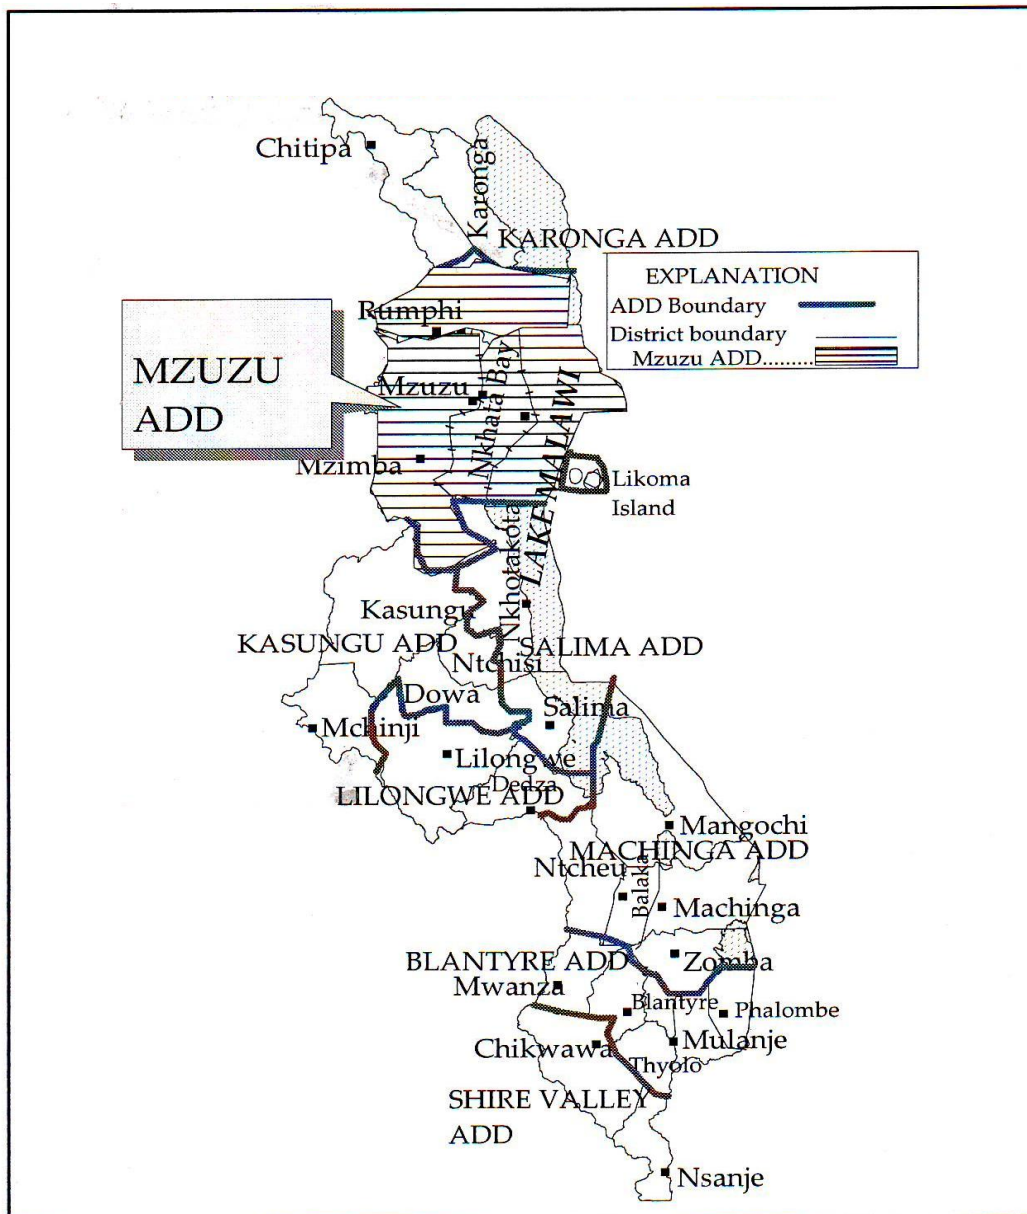 Chitipa
Karonga
KARONGA ADD
EXPLANATION
ADD Boundary
District boundary
Mzuzu ADD.........
Rumphi
MZUZU
ADD
Mzuzu
Nkhata Bay
LAKE MALAWI
Mzimba
Likoma
Island
Nkhotakota
Kasungu
KASUNGU ADD
SALIMA ADD
Ntchisi
Dowa
Salima
Mchinji
Lilongwe
Dedza
LILONGWE ADD
Mangochi
MACHINGA ADD
Ntcheu
Balaka
Machinga
BLANTYRE ADD
Zomba
Mwanza
Blantyre
Phalombe
Chikwawa
Mulanje
Thyolo
SHIRE VALLEY
ADD
Nsanje